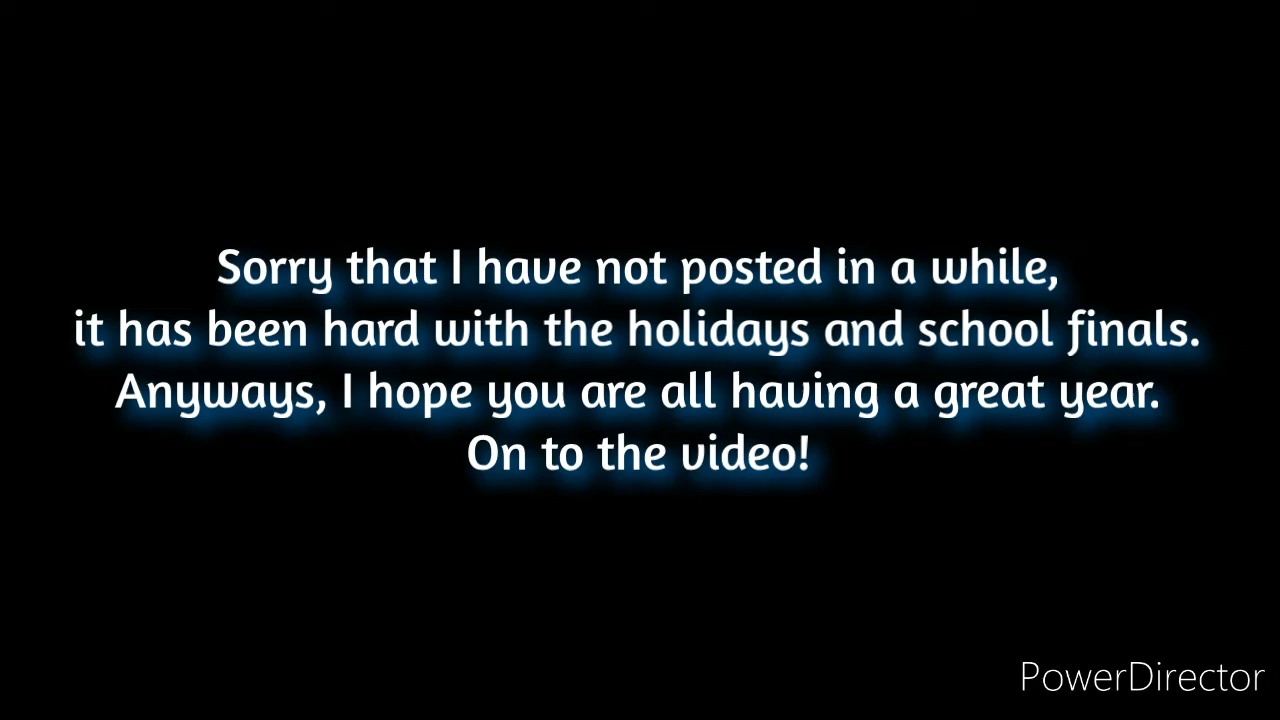 Sorry that I have not posted in a while,
it has been hard with the holidays and school finals.
Anyways, I hope you are all having a great year.
On to the video!
PowerDirector